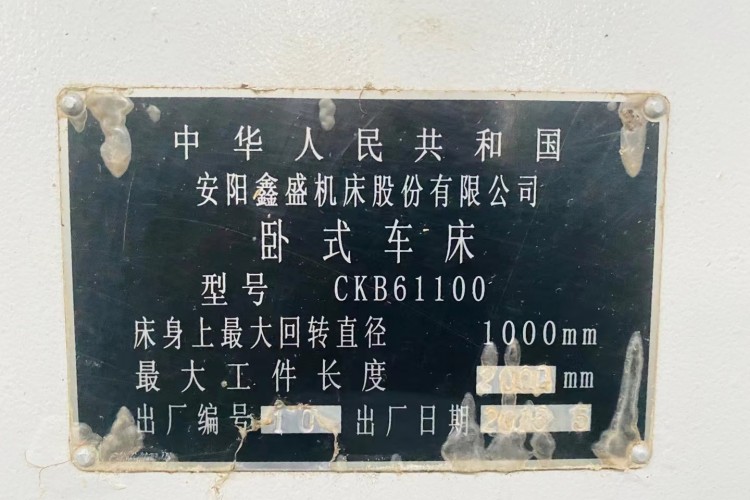 中华人民共和国
安阳鑫盛机床股份有限公司
卧式车床
型号 CKB61100
床身上最大回转直径 1000mm
最大工件长度 mm
出厂编号 10 出厂日期